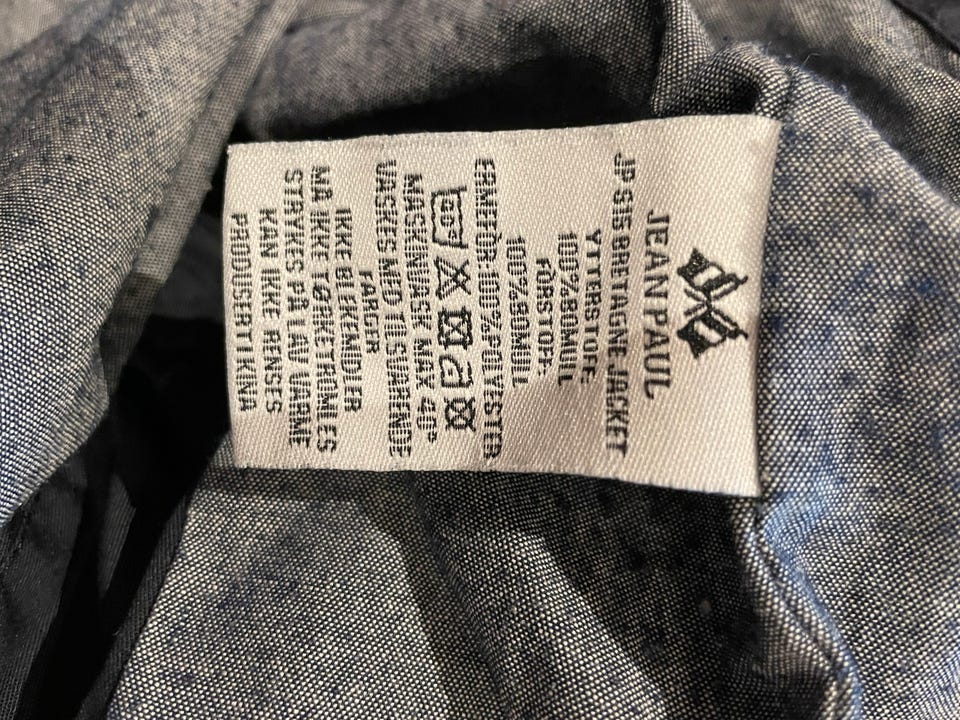 JEAN PAUL
JP S15 BRETAGNE JACKET
YTTERSTOFF:
100% BOMULL
FÔRSTOFF:
100% BOMULL
ERMEFÔR: 100% POLYESTER
MASKINVASK MAX 40°
VASKES MED TILSVARENDE
FARGER
IKKE BLEKEMIDLER
MÅ IKKE TØRKETROMLES
STRYKES PÅ LAV VARME
KAN IKKE RENSES
PRODUSERT I KINA